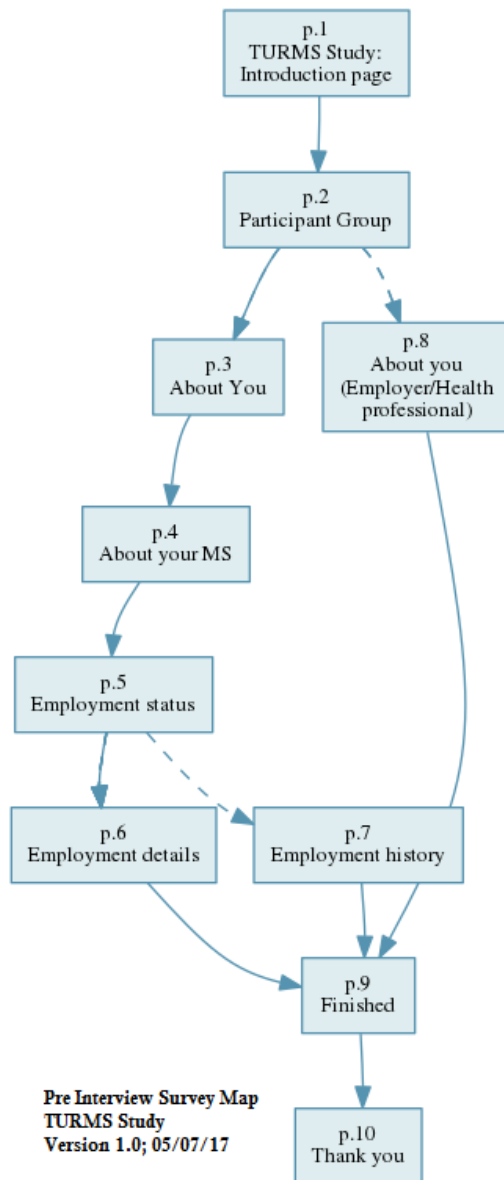 p.1
TURMS Study:
Introduction page
p.2
Participant Group
p.3
About You
p.8
About you
(Employer/Health
professional)
p.4
About your MS
p.5
Employment status
p.6
Employment details
p.7
Employment history
p.9
Finished
Pre Interview Survey Map
TURMS Study
Version 1.0; 05/07/17
p.10
Thank you